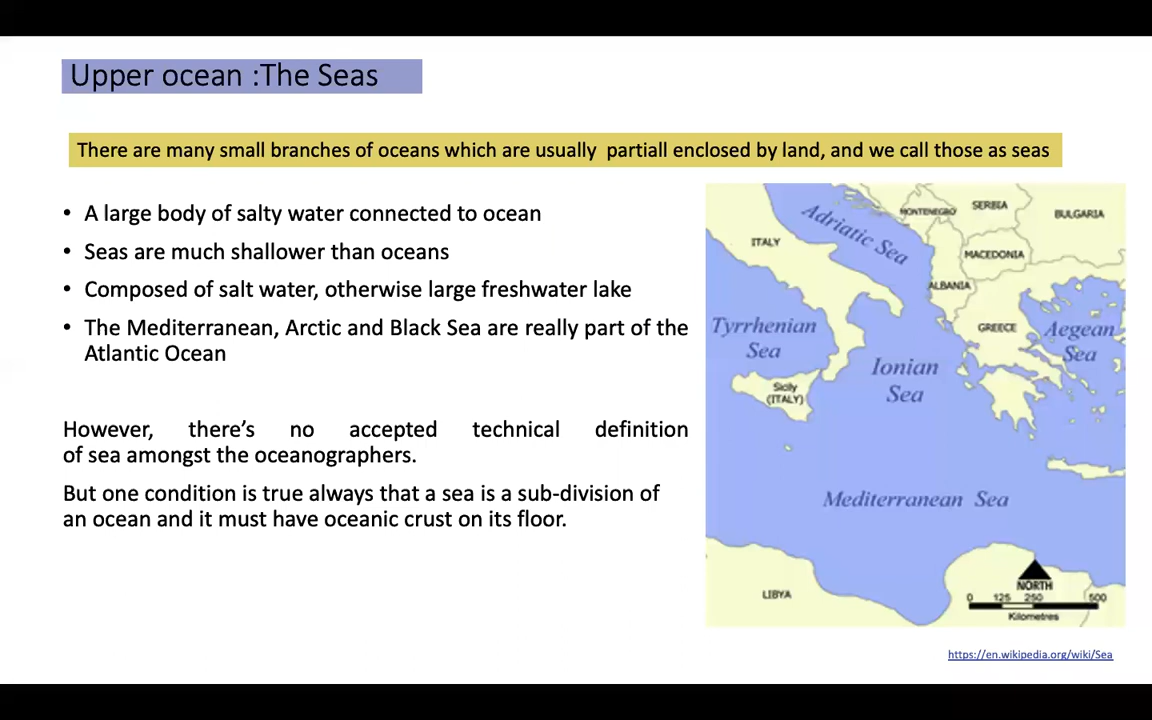 Upper ocean :The Seas
There are many small branches of oceans which are usually partiall enclosed by land, and we call those as seas
• A large body of salty water connected to ocean
• Seas are much shallower than oceans
• Composed of salt water, otherwise large freshwater lake
• The Mediterranean, Arctic and Black Sea are really part of the
Atlantic Ocean
However, there's no accepted technical definition
of sea amongst the oceanographers.
But one condition is true always that a sea is a sub-division of
an ocean and it must have oceanic crust on its floor.
Adriatic Sea
MONTENEGRO
SERBIA
BULGARIA
ITALY
MACEDONIA
ALBANIA
Tyrrhenian
Sea
GREECE
Aegean
Sea
Ionian
Sea
Sicily
(ITALY)
Mediterranean Sea
LIBYA
NORTH
0 125 250 500
Kilometres
https://en.wikipedia.org/wiki/Sea